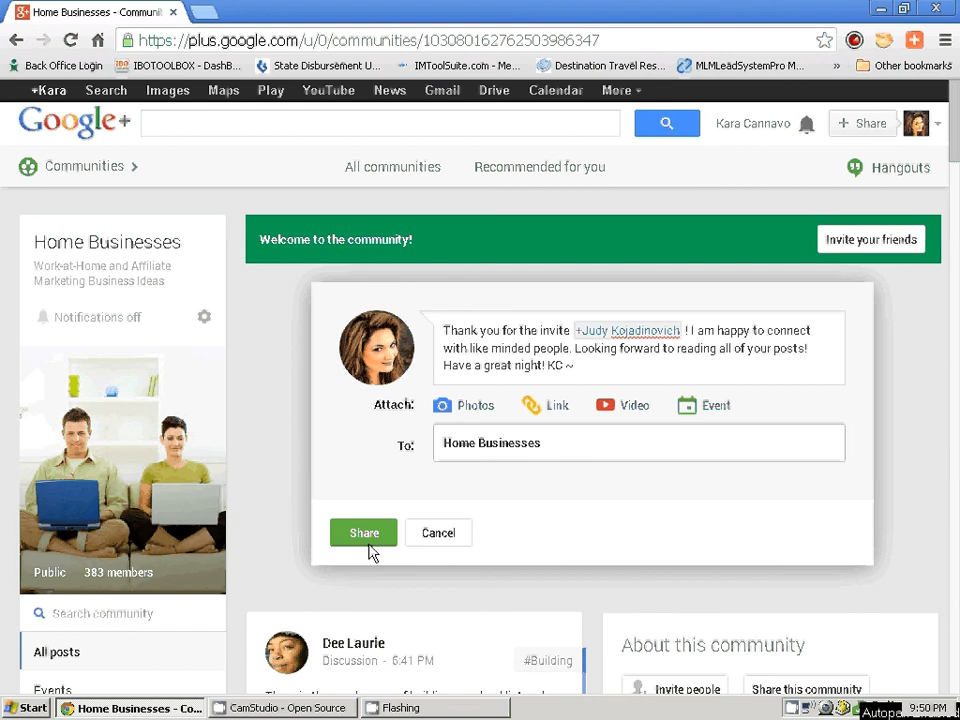 Home Businesses - Communit
https://plus.google.com/u/0/communities/103080162762503986347
Back Office Login IBOTOOLBOX - DashB... State Disbursement U... IMToolSuite.com - Me... Destination Travel Res... MLMLeadSystemPro M... » Other bookmarks
+Kara Search Images Maps Play YouTube News Gmail Drive Calendar More
Google+ Kara Cannavo + Share
Communities All communities Recommended for you Hangouts
Home Businesses
Work-at-Home and Affiliate
Marketing Business Ideas
Notifications off
Public 383 members
Search community
All posts
Events
Welcome to the community! Invite your friends
Thank you for the invite +Judy Kojadinovich ! I am happy to connect
with like minded people. Looking forward to reading all of your posts!
Have a great night! KC ~
Attach: Photos Link Video Event
To: Home Businesses
Share Cancel
Dee Laurie
Discussion - 6:41 PM #Building
About this community
Invite people Share this community
Start Home Businesses - Co... CamStudio - Open Source Flashing 9:50 PM